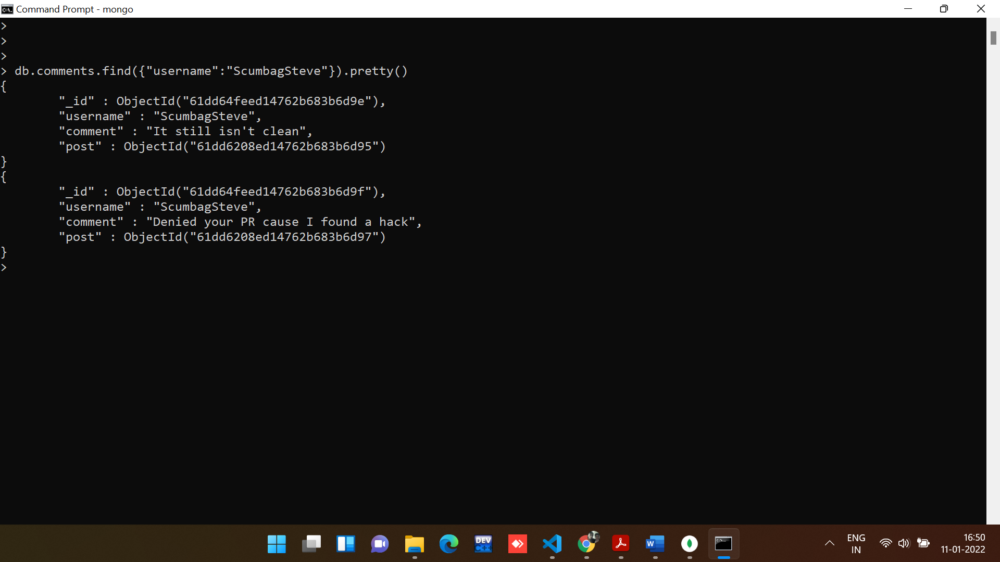 Command Prompt - mongo
>
>
>
> db.comments.find({"username":"ScumbagSteve"}).pretty()
{
"_id" : ObjectId("61dd64feed14762b683b6d9e"),
"username" : "ScumbagSteve",
"comment" : "It still isn't clean",
"post" : ObjectId("61dd6208ed14762b683b6d95")
}
{
"_id" : ObjectId("61dd64feed14762b683b6d9f"),
"username" : "ScumbagSteve",
"comment" : "Denied your PR cause I found a hack",
"post" : ObjectId("61dd6208ed14762b683b6d97")
}
>
DEV
C++
W
ENG
IN
16:50
11-01-2022